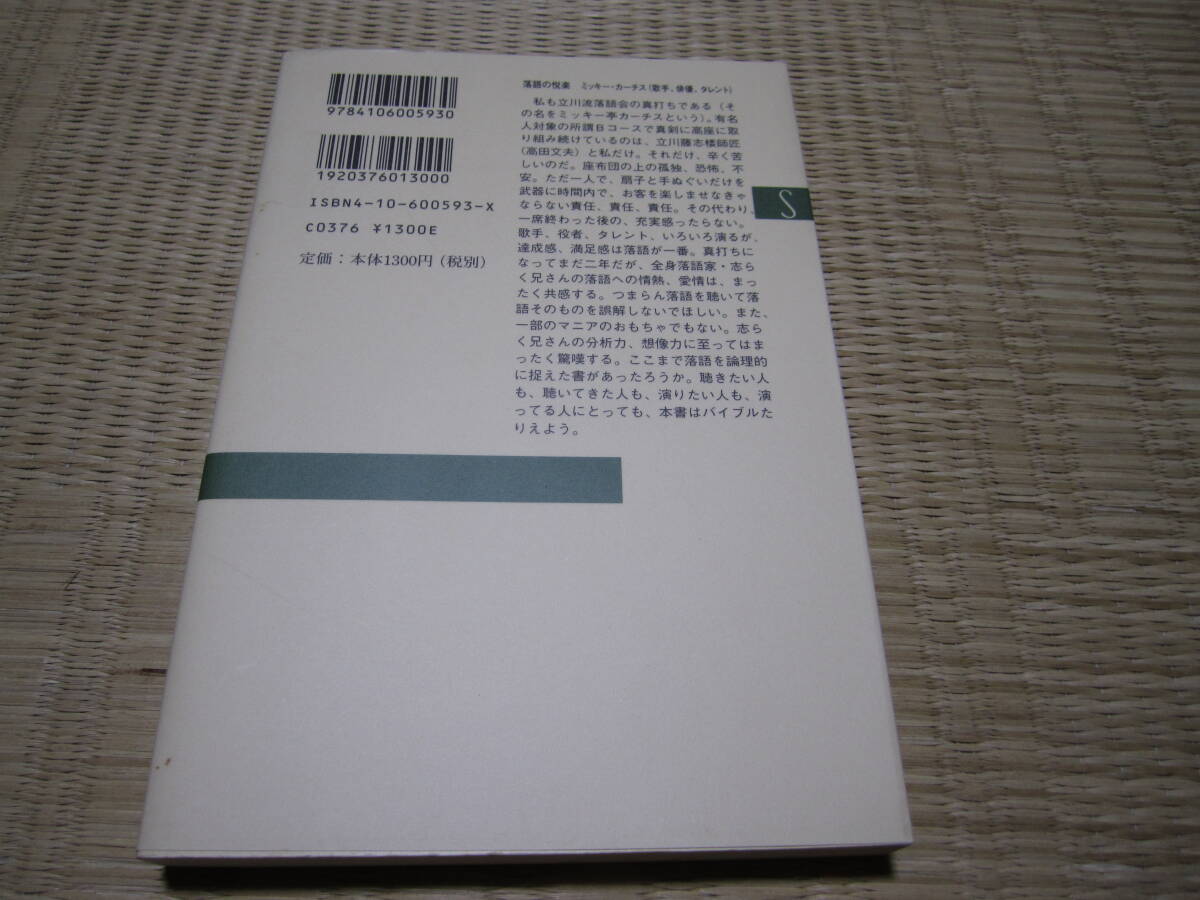 9784106005930
1920376013000
ISBN4-10-600593-X
C0376 ¥1300E
定価：本体1300円（税別）
落語の悦楽　ミッキー・カーチス（歌手、俳優、タレント）
私も立川流落語会の真打ちである（そ
の名をミッキー亭カーチスという）。有名
人対象の所謂Bコースで真剣に高座に取
り組み続けているのは、立川藤志楼師匠
（高田文夫）と私だけ。それだけ、辛く苦
しいのだ。座布団の上の孤独、恐怖、不
安。ただ一人で、扇子と手ぬぐいだけを
武器に時間内で、お客を楽しませなきゃ
ならない責任、責任、責任。その代わり、
一席終わった後の、充実感ったらない。
歌手、役者、タレント、いろいろ演るが、
達成感、満足感は落語が一番。真打ちに
なってまだ二年だが、全身落語家・志ら
く兄さんの落語への情熱、愛情は、まっ
たく共感する。つまらん落語を聴いて落
語そのものを誤解しないでほしい。また、
一部のマニアのおもちゃでもない。志ら
く兄さんの分析力、想像力に至ってはま
ったく驚嘆する。ここまで落語を論理的
に捉えた書があったろうか。聴きたい人
も、聴いてきた人も、演りたい人も、演
ってる人にとっても、本書はバイブルた
りえよう。
S